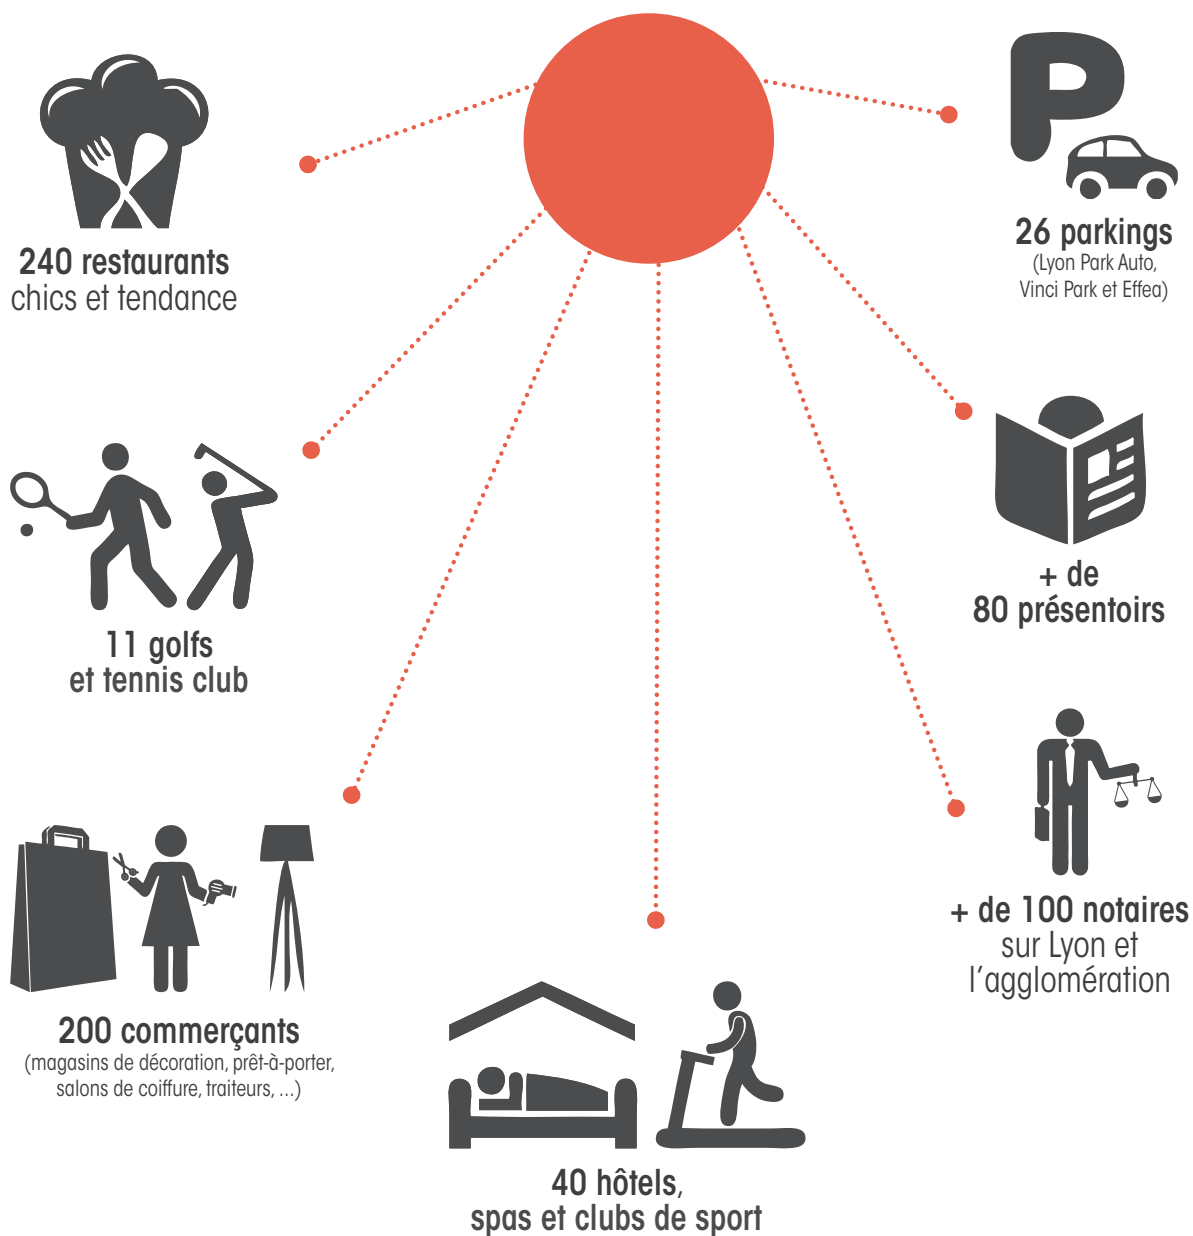 240 restaurants
chics et tendance
26 parkings
(Lyon Park Auto,
Vinci Park et Effea)
11 golfs
et tennis club
+ de
80 présentoirs
200 commerçants
(magasins de décoration, prêt-à-porter,
salons de coiffure, traiteurs, ...)
+ de 100 notaires
sur Lyon et
l'agglomération
40 hôtels,
spas et clubs de sport